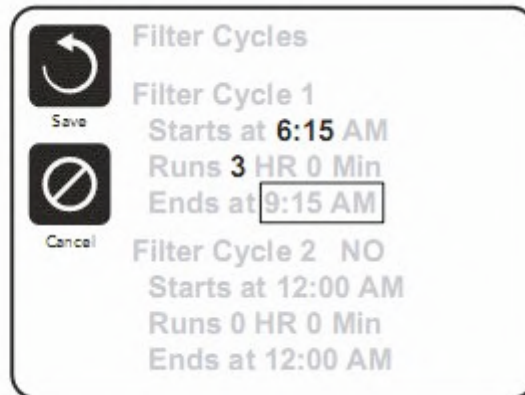 Filter Cycles
Save
Filter Cycle 1
Starts at 6:15 AM
Runs 3 HR 0 Min
Ends at 9:15 AM
Cancel
Filter Cycle 2 NO
Starts at 12:00 AM
Runs 0 HR 0 Min
Ends at 12:00 AM